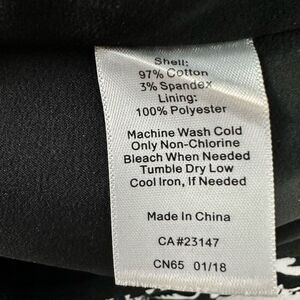 Shell:
97% Cotton
3% Spandex
Lining:
100% Polyester
Machine Wash Cold
Only Non-Chlorine
Bleach When Needed
Tumble Dry Low
Cool Iron, If Needed
Made In China
CA#23147
CN65 01/18